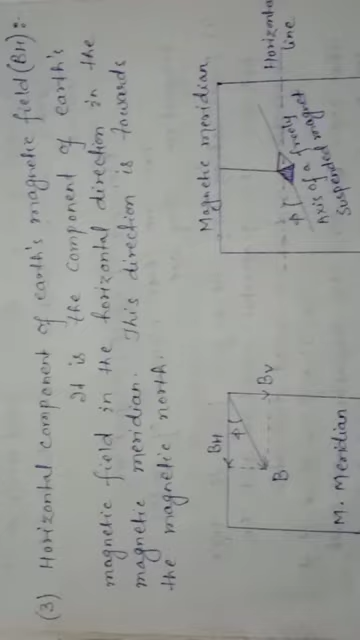 (3) Horizontal component of earth's magnetic field (BH):-
It is the component of earth's
magnetic field in the horizontal direction in the
magnetic meridian. This direction is towards
the magnetic north.
BH
φ
B
BV
M. Meridian
Magnetic meridian
Horizonta
line
φ
Axis of a freely
suspended magnet